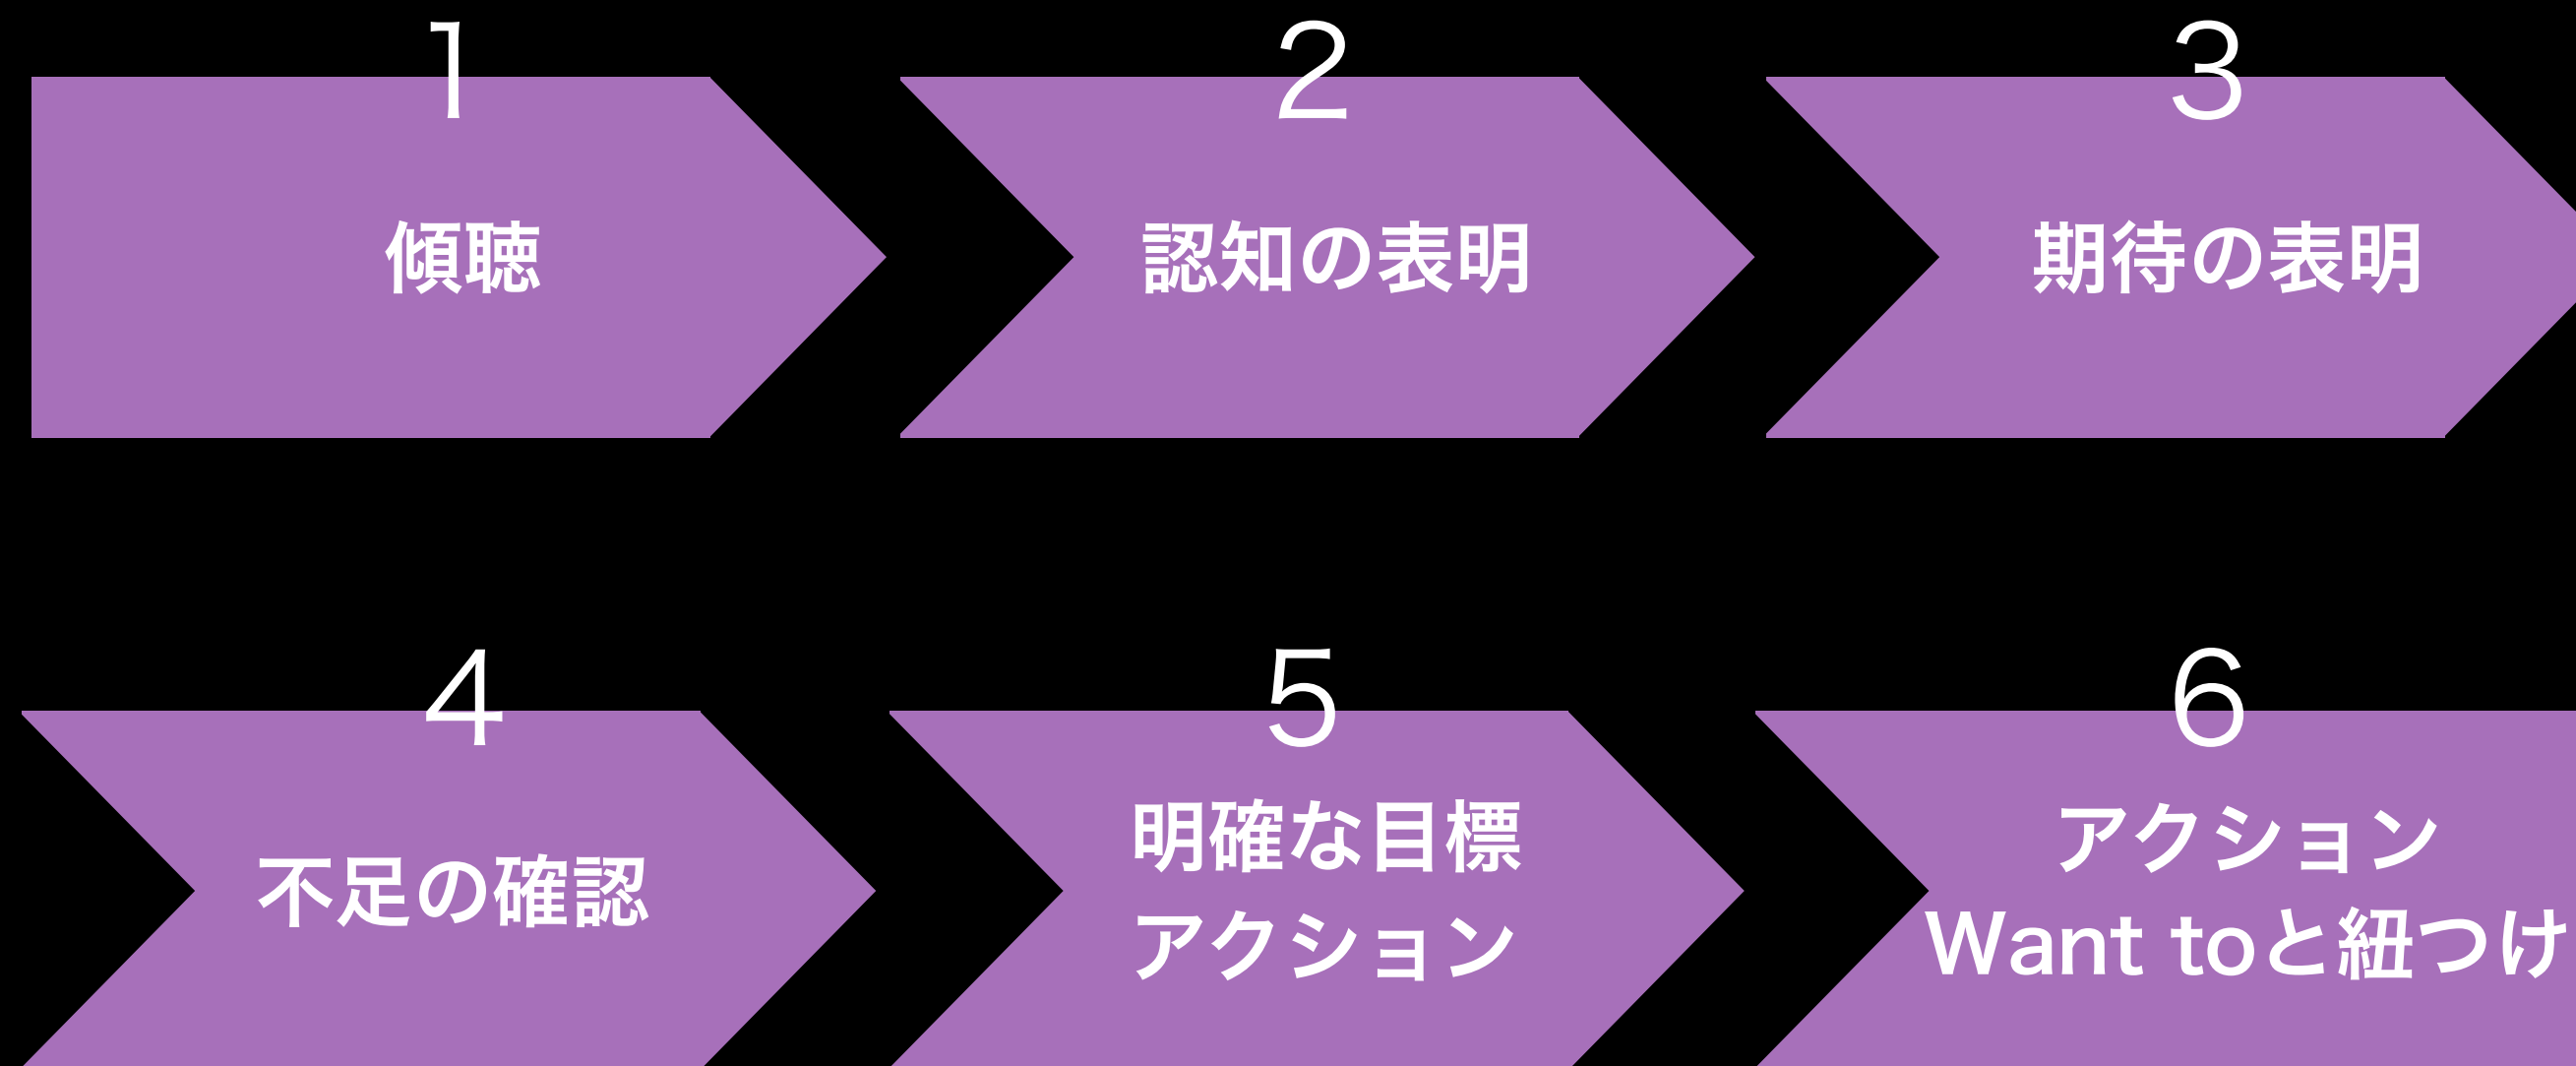 1
傾聴
2
認知の表明
3
期待の表明
4
不足の確認
5
明確な目標
アクション
6
アクション
Want toと紐つけ